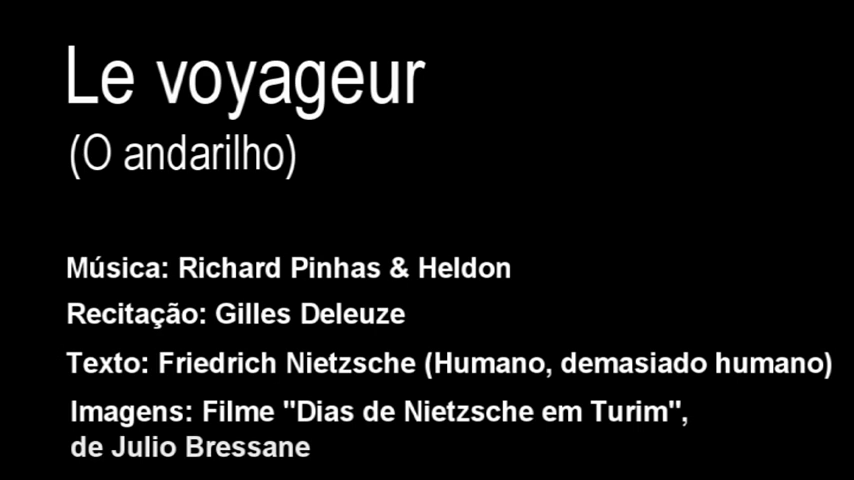 Le voyageur
(O andarilho)
Música: Richard Pinhas & Heldon
Recitação: Gilles Deleuze
Texto: Friedrich Nietzsche (Humano, demasiado humano)
Imagens: Filme "Dias de Nietzsche em Turim",
de Julio Bressane